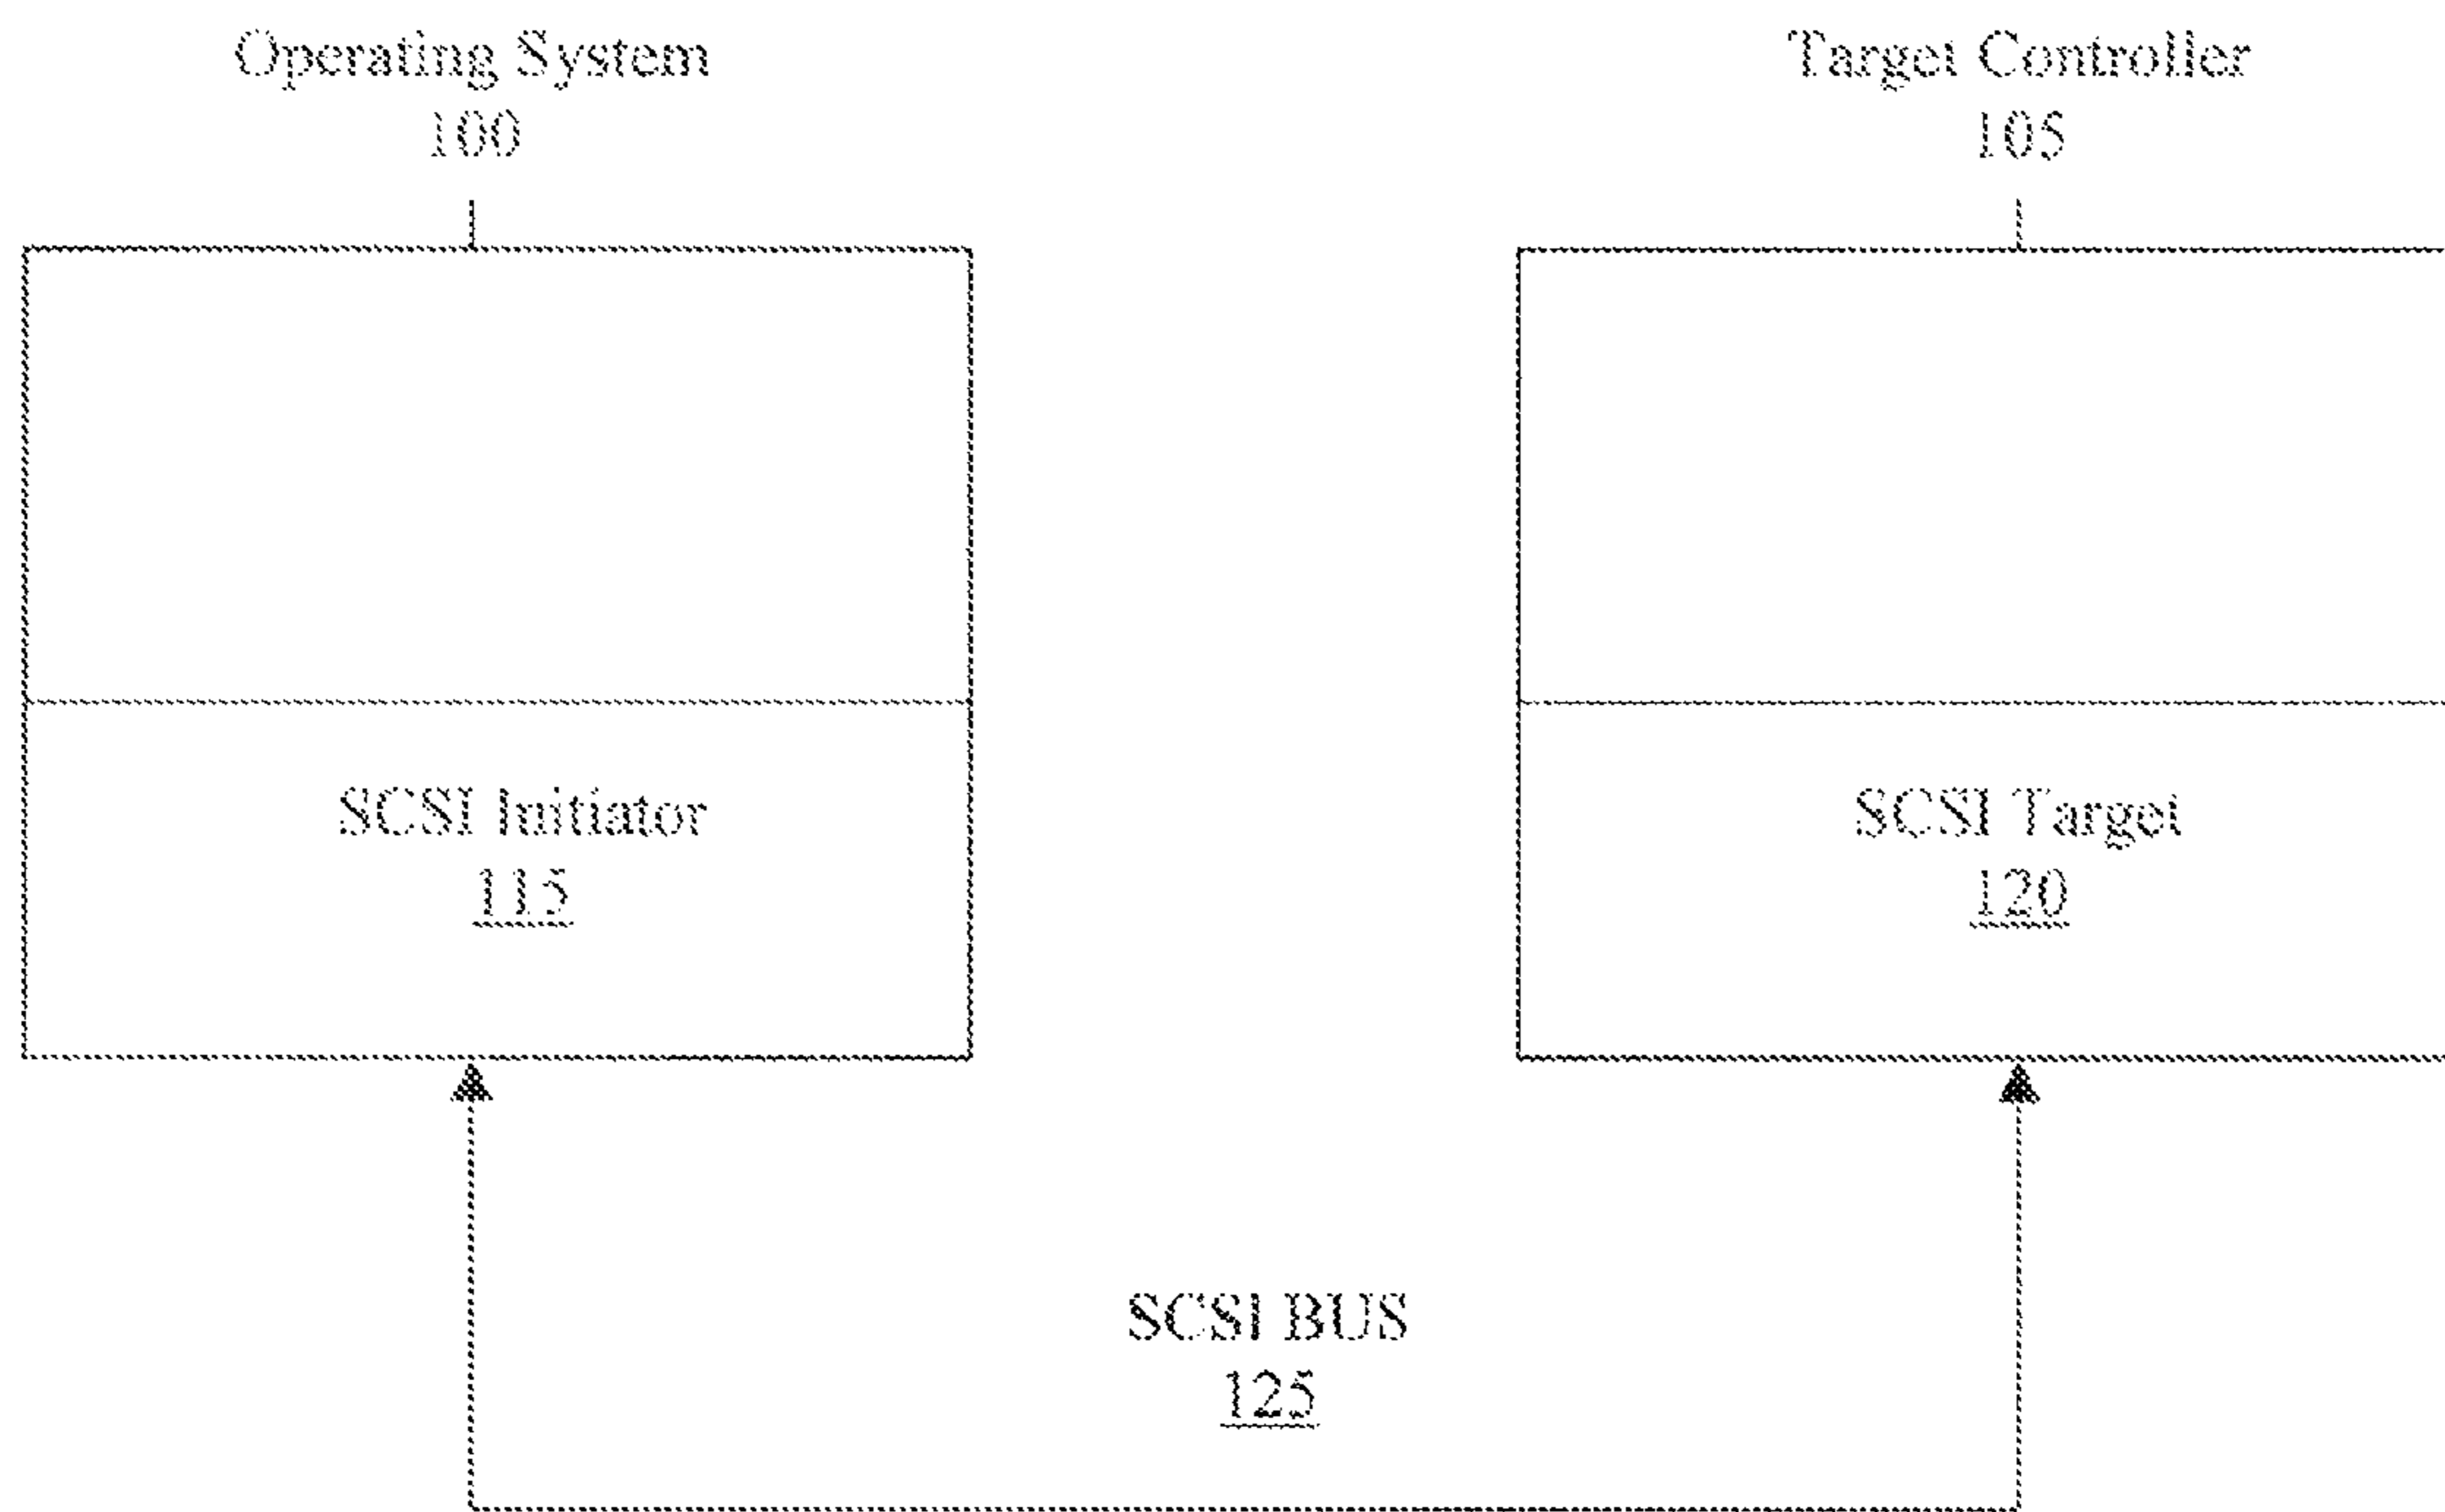 Operating System
100
Target Controller
105
SCSI Initiator
115
SCSI Target
120
SCSI BUS
125